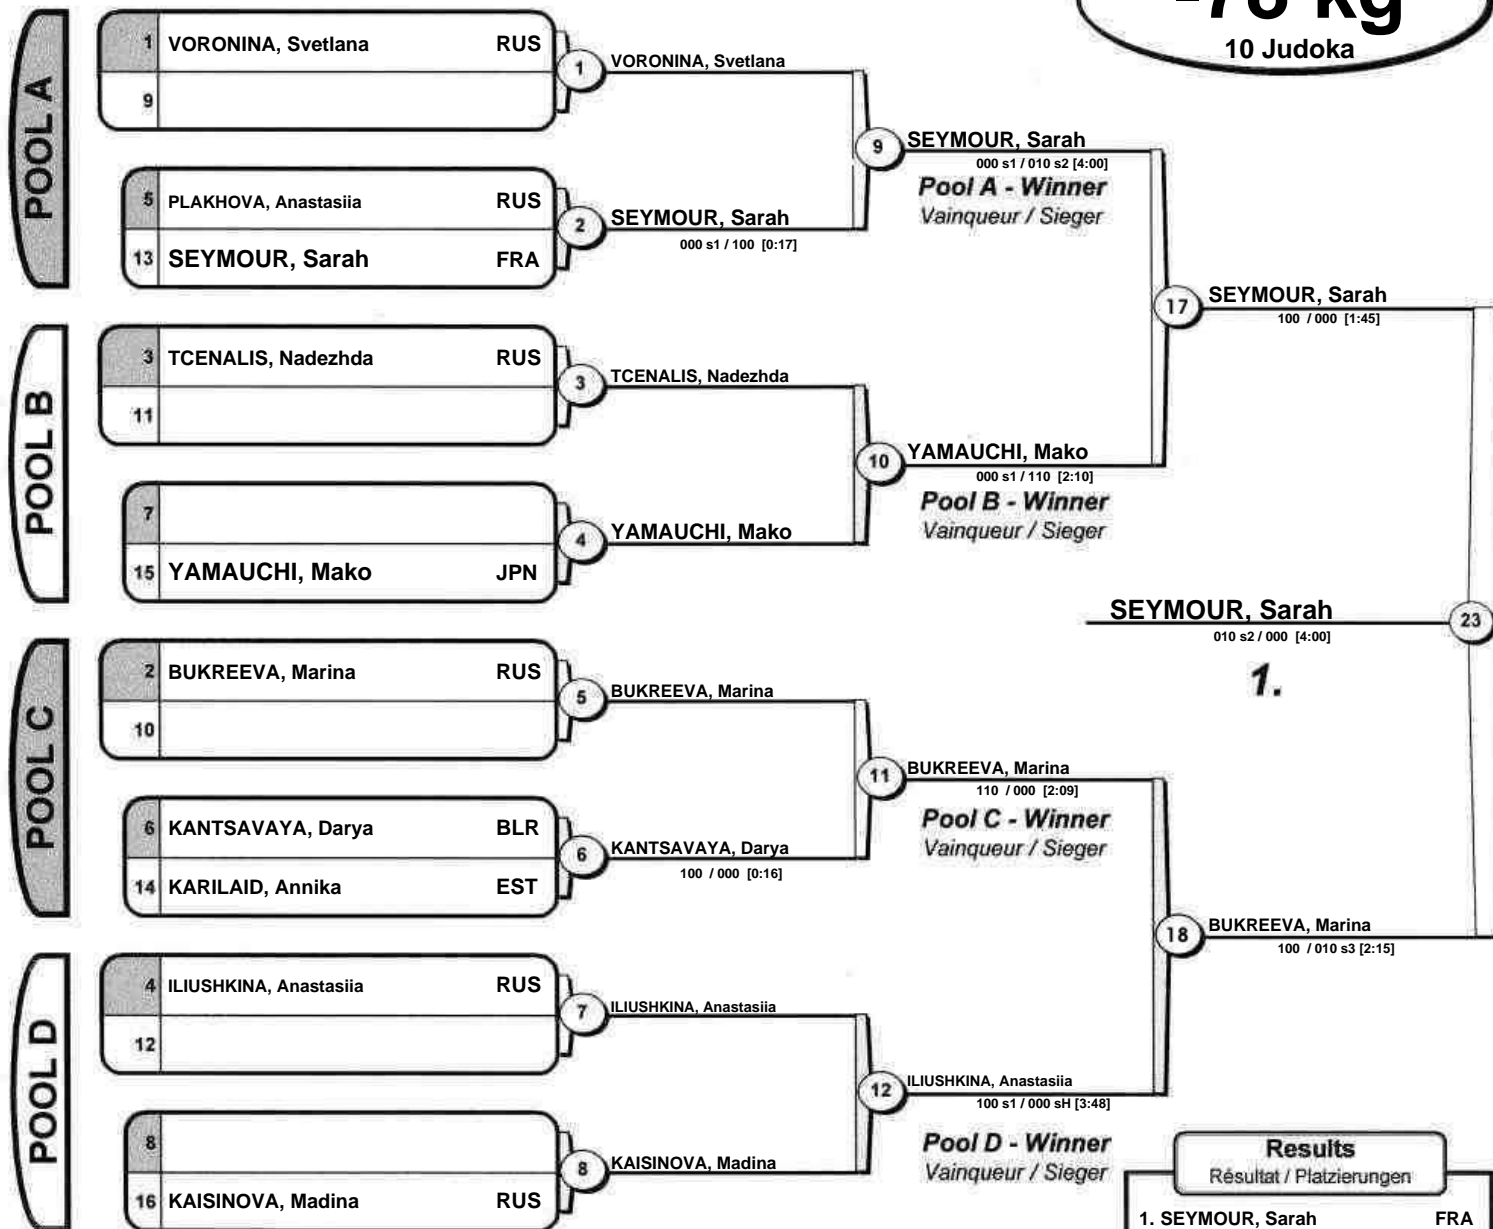 -78 kg
10 Judoka
POOL A
1 VORONINA, Svetlana RUS
9
1
VORONINA, Svetlana
5 PLAKHOVA, Anastasiia RUS
13 SEYMOUR, Sarah FRA
2
SEYMOUR, Sarah
000 s1 / 100 [0:17]
9
SEYMOUR, Sarah
000 s1 / 010 s2 [4:00]
Pool A - Winner
Vainqueur / Sieger
POOL B
3 TCENALIS, Nadezhda RUS
11
3
TCENALIS, Nadezhda
7
15 YAMAUCHI, Mako JPN
4
YAMAUCHI, Mako
10
YAMAUCHI, Mako
000 s1 / 110 [2:10]
Pool B - Winner
Vainqueur / Sieger
17
SEYMOUR, Sarah
100 / 000 [1:45]
SEYMOUR, Sarah
010 s2 / 000 [4:00]
23
1.
POOL C
2 BUKREEVA, Marina RUS
10
5
BUKREEVA, Marina
6 KANTSAVAYA, Darya BLR
14 KARILAID, Annika EST
6
KANTSAVAYA, Darya
100 / 000 [0:16]
11
BUKREEVA, Marina
110 / 000 [2:09]
Pool C - Winner
Vainqueur / Sieger
18
BUKREEVA, Marina
100 / 010 s3 [2:15]
POOL D
4 ILIUSHKINA, Anastasiia RUS
12
7
ILIUSHKINA, Anastasiia
8
16 KAISINOVA, Madina RUS
8
KAISINOVA, Madina
12
ILIUSHKINA, Anastasiia
100 s1 / 000 sH [3:48]
Pool D - Winner
Vainqueur / Sieger
Results
Résultat / Platzierungen
1. SEYMOUR, Sarah FRA